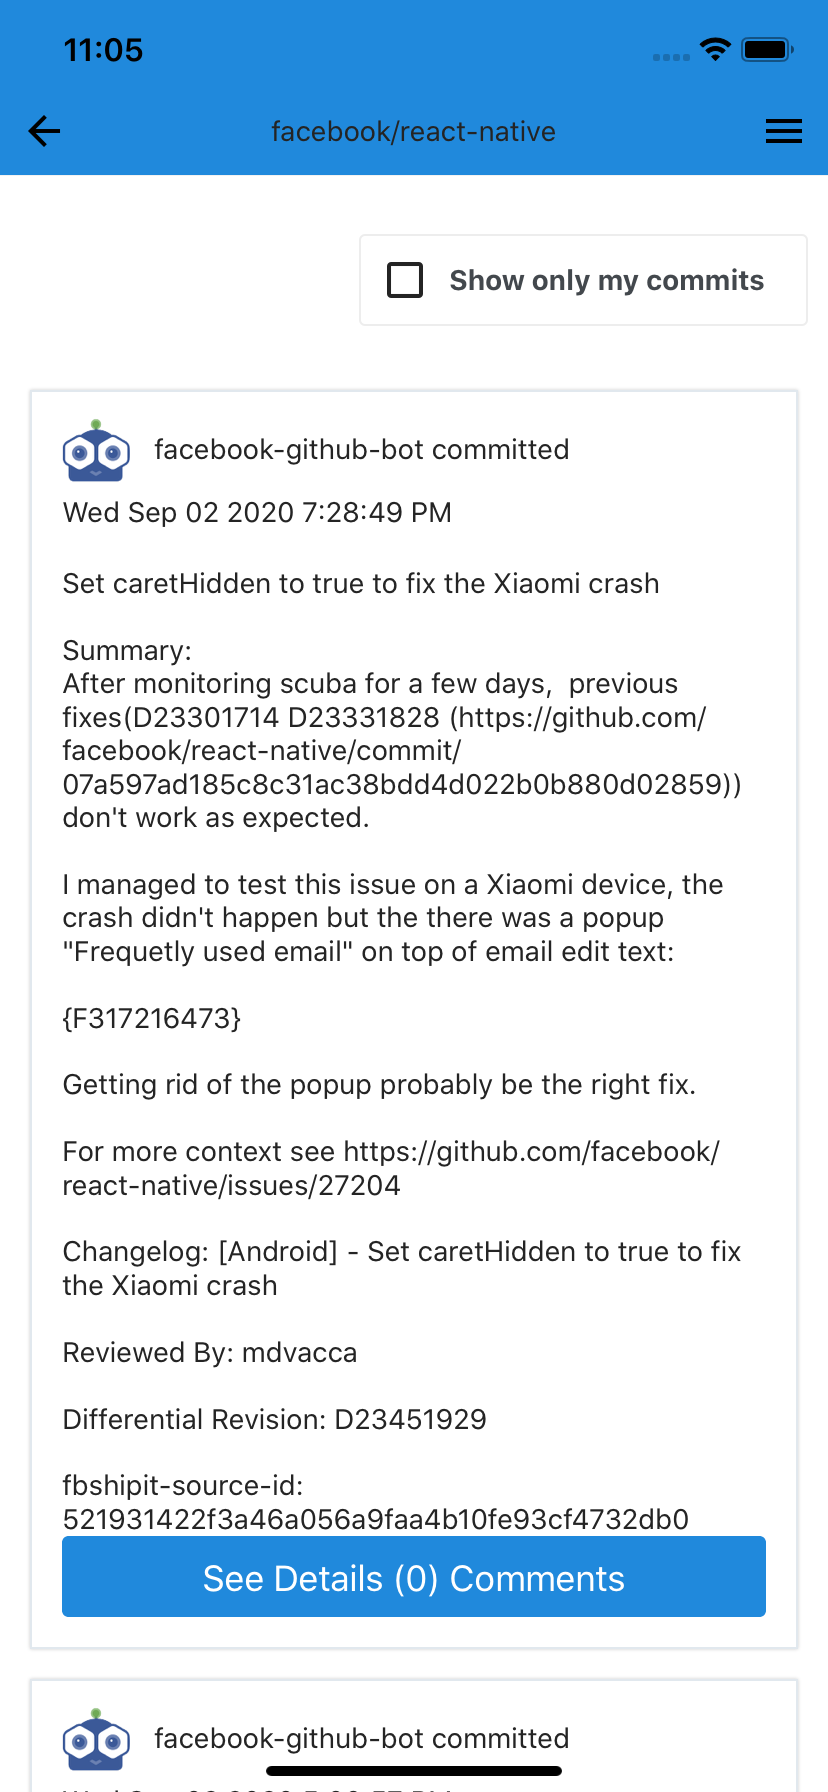 11:05
facebook/react-native
Show only my commits
facebook-github-bot committed
Wed Sep 02 2020 7:28:49 PM
Set caretHidden to true to fix the Xiaomi crash
Summary:
After monitoring scuba for a few days,  previous
fixes(D23301714 D23331828 (https://github.com/
facebook/react-native/commit/
07a597ad185c8c31ac38bdd4d022b0b880d02859))
don't work as expected.
I managed to test this issue on a Xiaomi device, the
crash didn't happen but the there was a popup
"Frequetly used email" on top of email edit text:
{F317216473}
Getting rid of the popup probably be the right fix.
For more context see https://github.com/facebook/
react-native/issues/27204
Changelog: [Android] - Set caretHidden to true to fix
the Xiaomi crash
Reviewed By: mdvacca
Differential Revision: D23451929
fbshipit-source-id:
521931422f3a46a056a9faa4b10fe93cf4732db0
See Details (0) Comments
facebook-github-bot committed